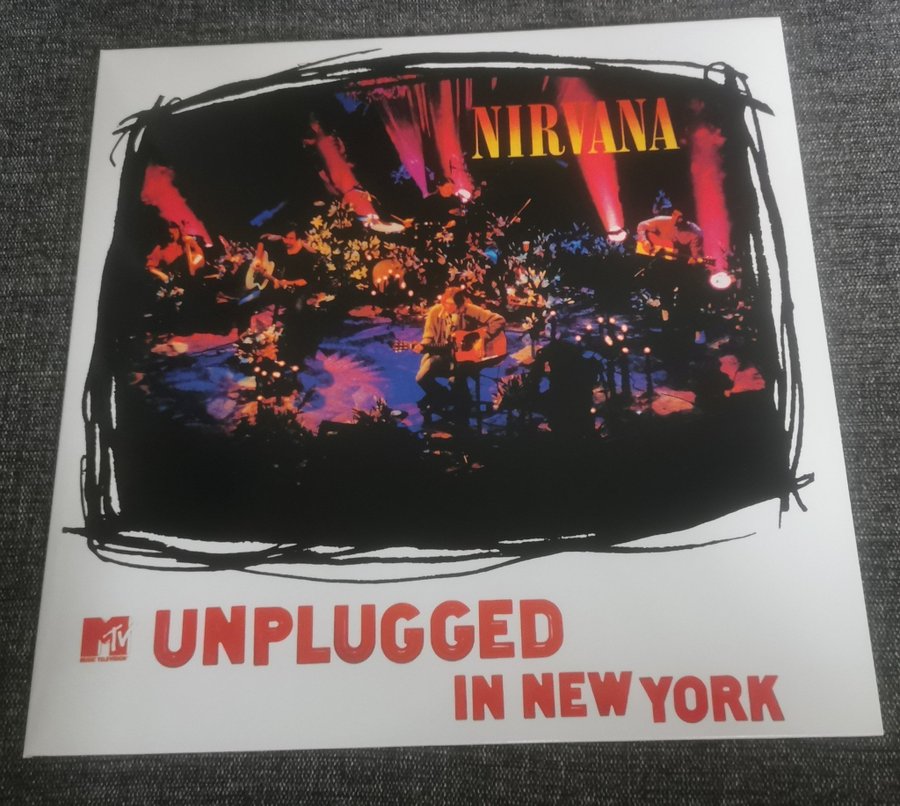 NIRVANA
MTV
MUSIC TELEVISION
UNPLUGGED
IN NEW YORK